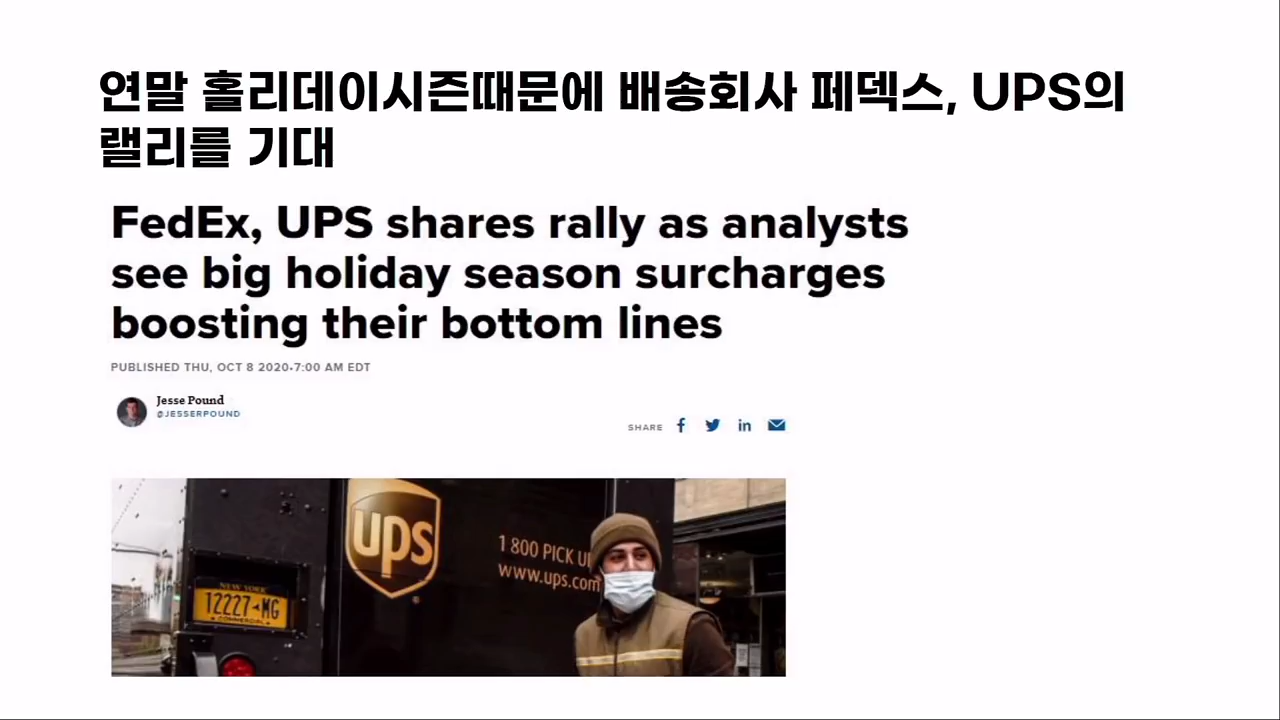 연말 홀리데이시즌때문에 배송회사 페덱스, UPS의
랠리를 기대
FedEx, UPS shares rally as analysts
see big holiday season surcharges
boosting their bottom lines
PUBLISHED THU, OCT 8 2020•7:00 AM EDT
Jesse Pound
@JESSERPOUND
SHARE
ups
1 800 PICK U
www.ups.com
NEW YORK
12227 MG
COMMERCIAL